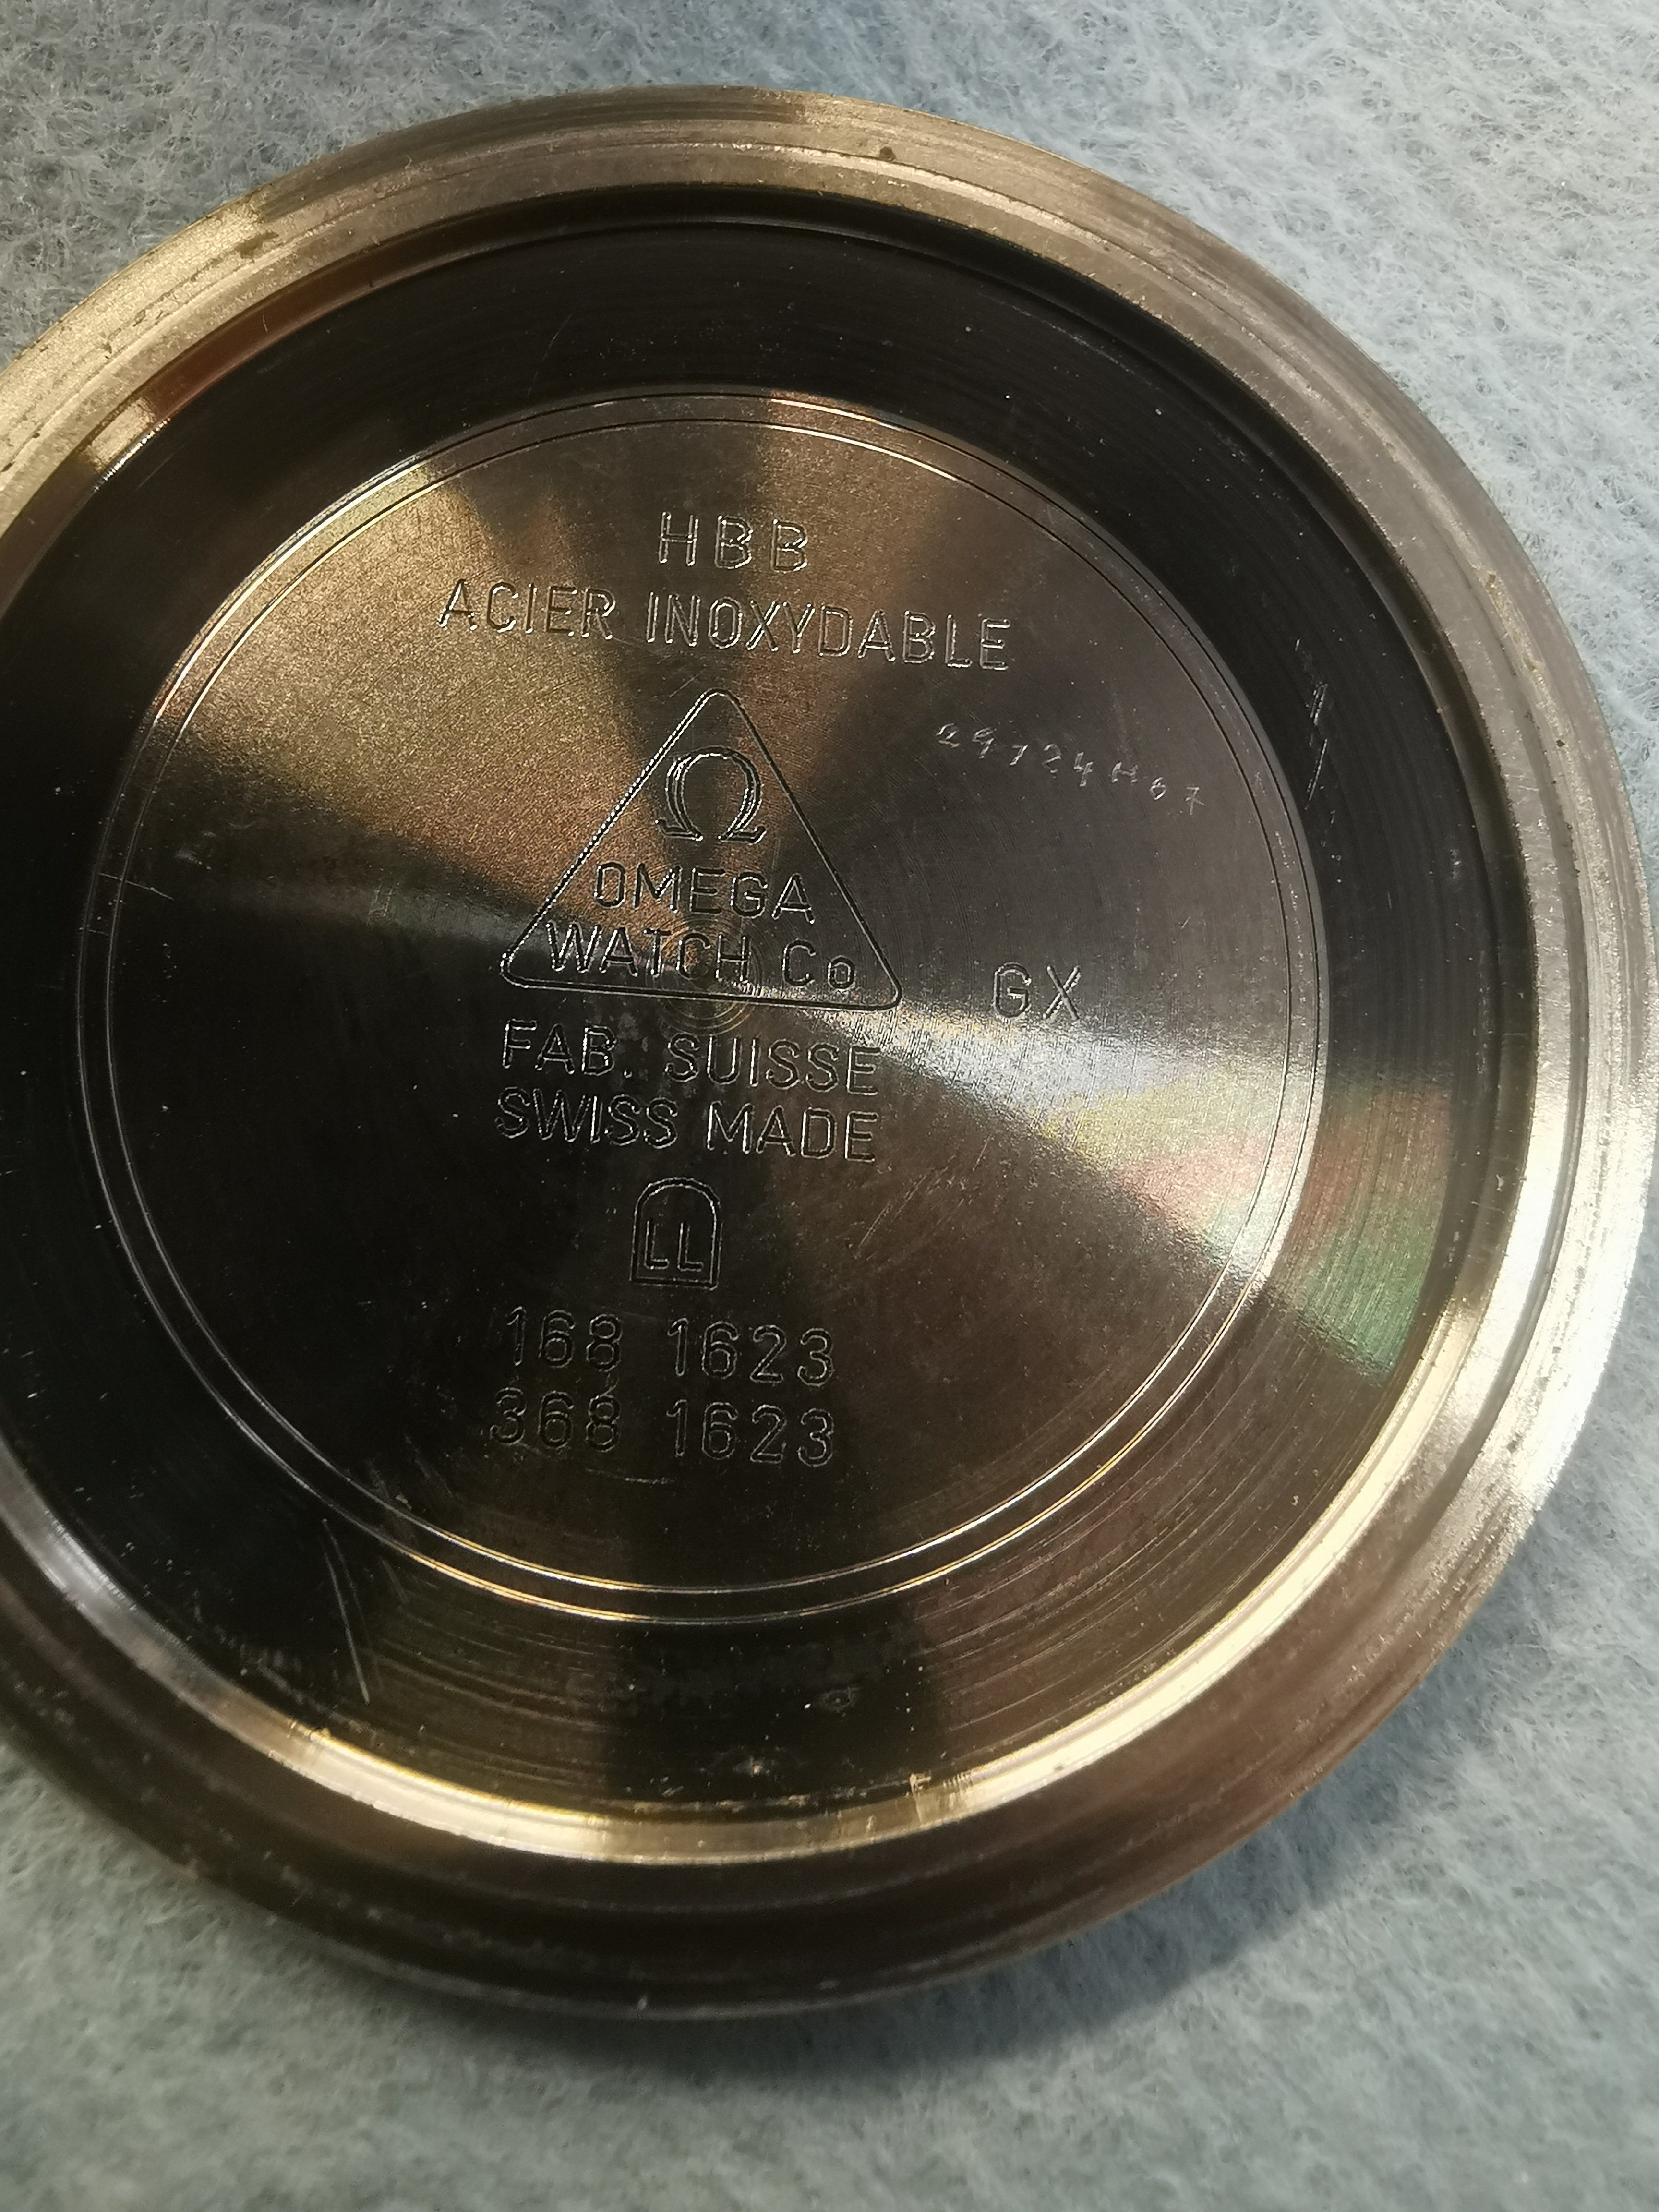 HBB
ACIER INOXYDABLE
Ω
OMEGA
WATCH Co
GX
FAB. SUISSE
SWISS MADE
LL
168 1623
368 1623